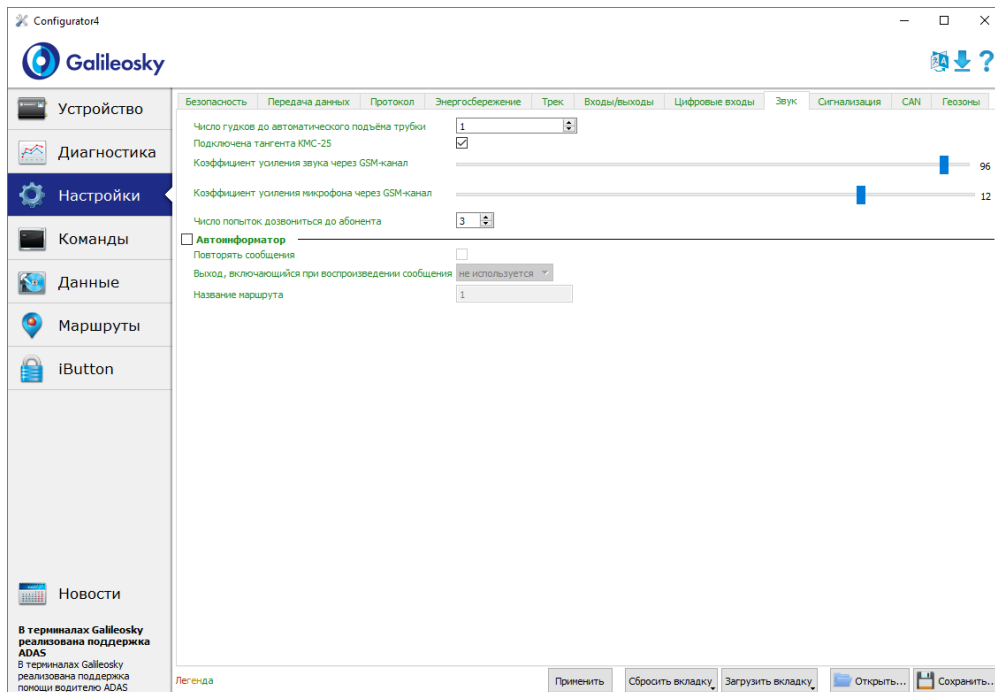 Configurator4
Galileosky
Устройство
Диагностика
Настройки
Команды
Данные
Маршруты
iButton
Новости
В терминалах Galileosky
реализована поддержка
ADAS
В терминалах Galileosky
реализована поддержка
помощи водителю ADAS
Безопасность Передача данных Протокол Энергосбережение Трек Входы/выходы Цифровые входы Звук Сигнализация CAN Геозоны
Число гудков до автоматического подъёма трубки 1
Подключена тангента КМС-25
Коэффициент усиления звука через GSM-канал 96
Коэффициент усиления микрофона через GSM-канал 12
Число попыток дозвониться до абонента 3
Автоинформатор
Повторять сообщения
Выход, включающийся при воспроизведении сообщения не используется
Название маршрута 1
Легенда Применить Сбросить вкладку Загрузить вкладку Открыть... Сохранить...